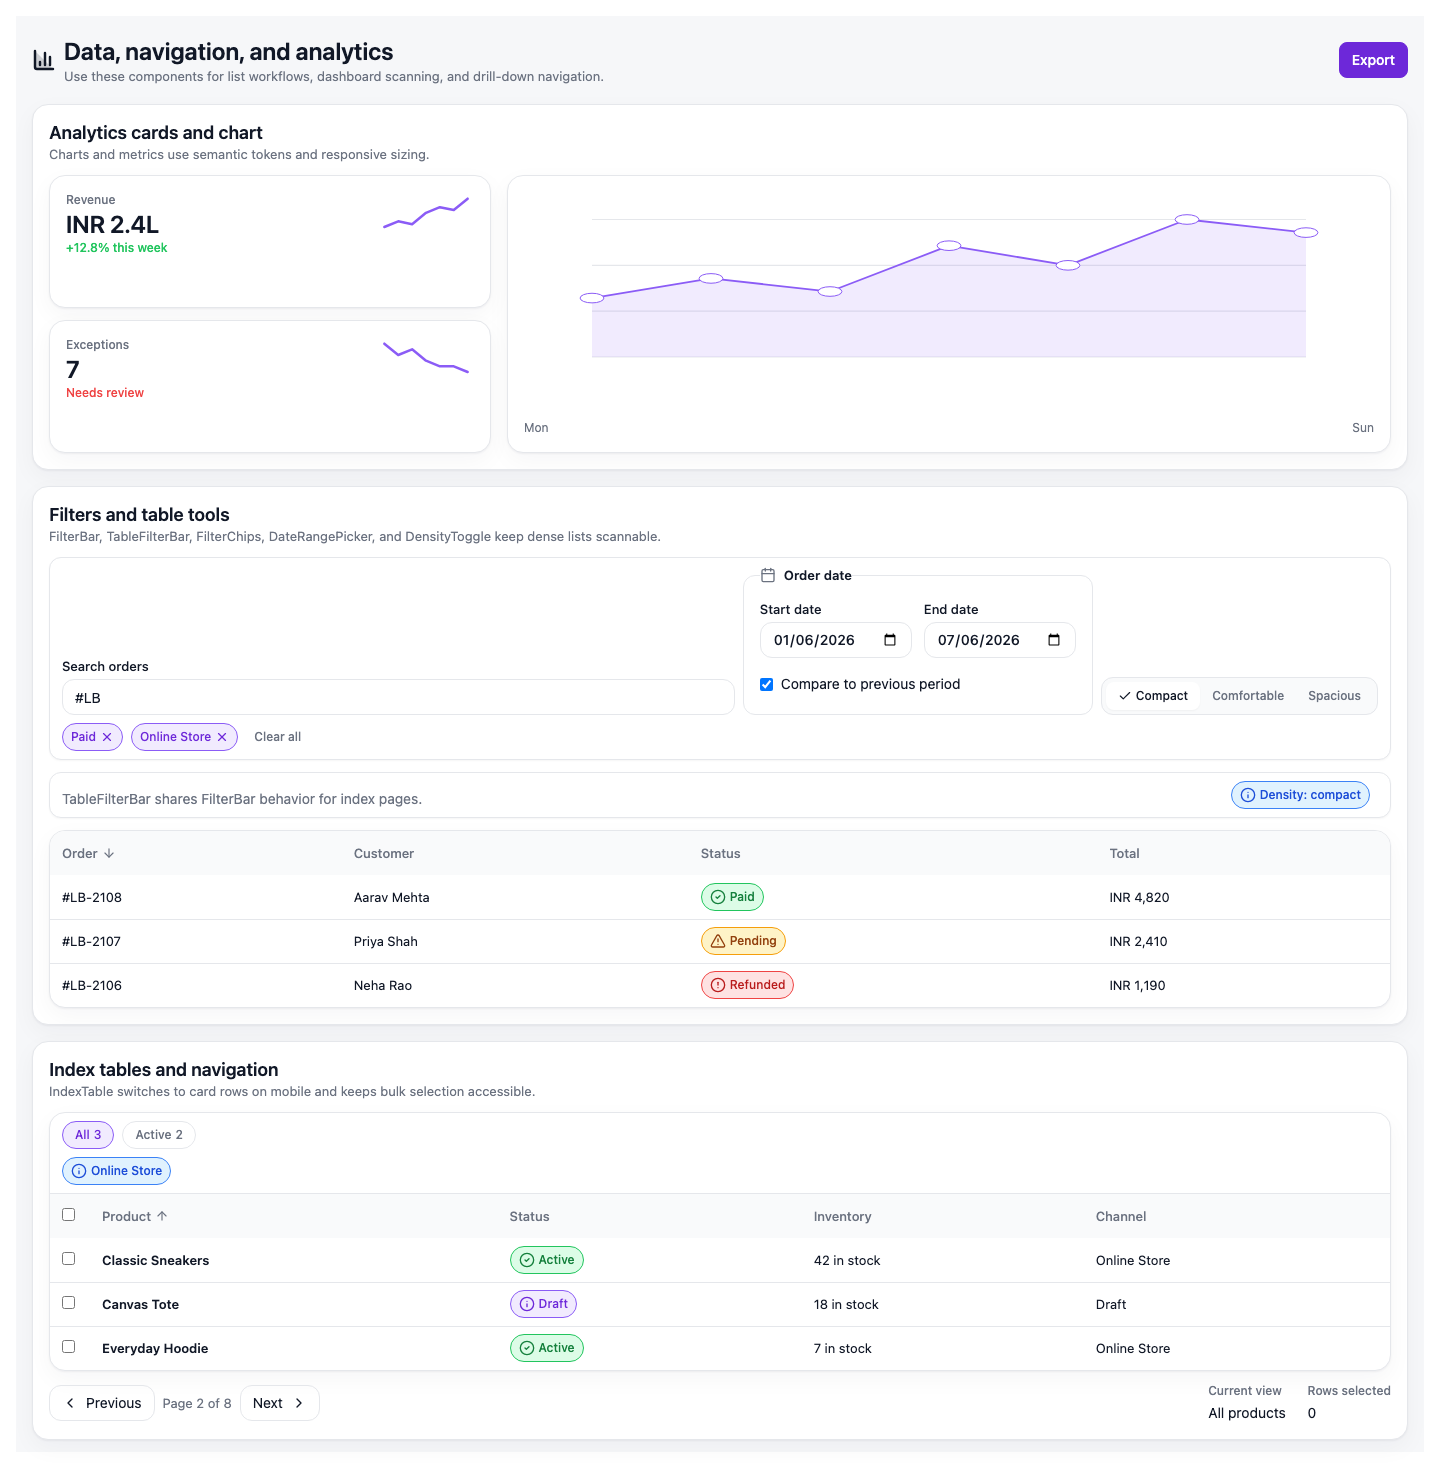 Data, navigation, and analytics
Use these components for list workflows, dashboard scanning, and drill-down navigation.
Export
Analytics cards and chart
Charts and metrics use semantic tokens and responsive sizing.
Revenue
INR 2.4L
+12.8% this week
Exceptions
7
Needs review
Mon
Sun
Filters and table tools
FilterBar, TableFilterBar, FilterChips, DateRangePicker, and DensityToggle keep dense lists scannable.
Order date
Start date
End date
01/06/2026
07/06/2026
Compare to previous period
Search orders
#LB
Compact
Comfortable
Spacious
Paid
Online Store
Clear all
TableFilterBar shares FilterBar behavior for index pages.
Density: compact
Order Customer Status Total
#LB-2108 Aarav Mehta Paid INR 4,820
#LB-2107 Priya Shah Pending INR 2,410
#LB-2106 Neha Rao Refunded INR 1,190
Index tables and navigation
IndexTable switches to card rows on mobile and keeps bulk selection accessible.
All 3 Active 2
Online Store
Product Status Inventory Channel
Classic Sneakers Active 42 in stock Online Store
Canvas Tote Draft 18 in stock Draft
Everyday Hoodie Active 7 in stock Online Store
Previous Page 2 of 8 Next
Current view Rows selected
All products 0